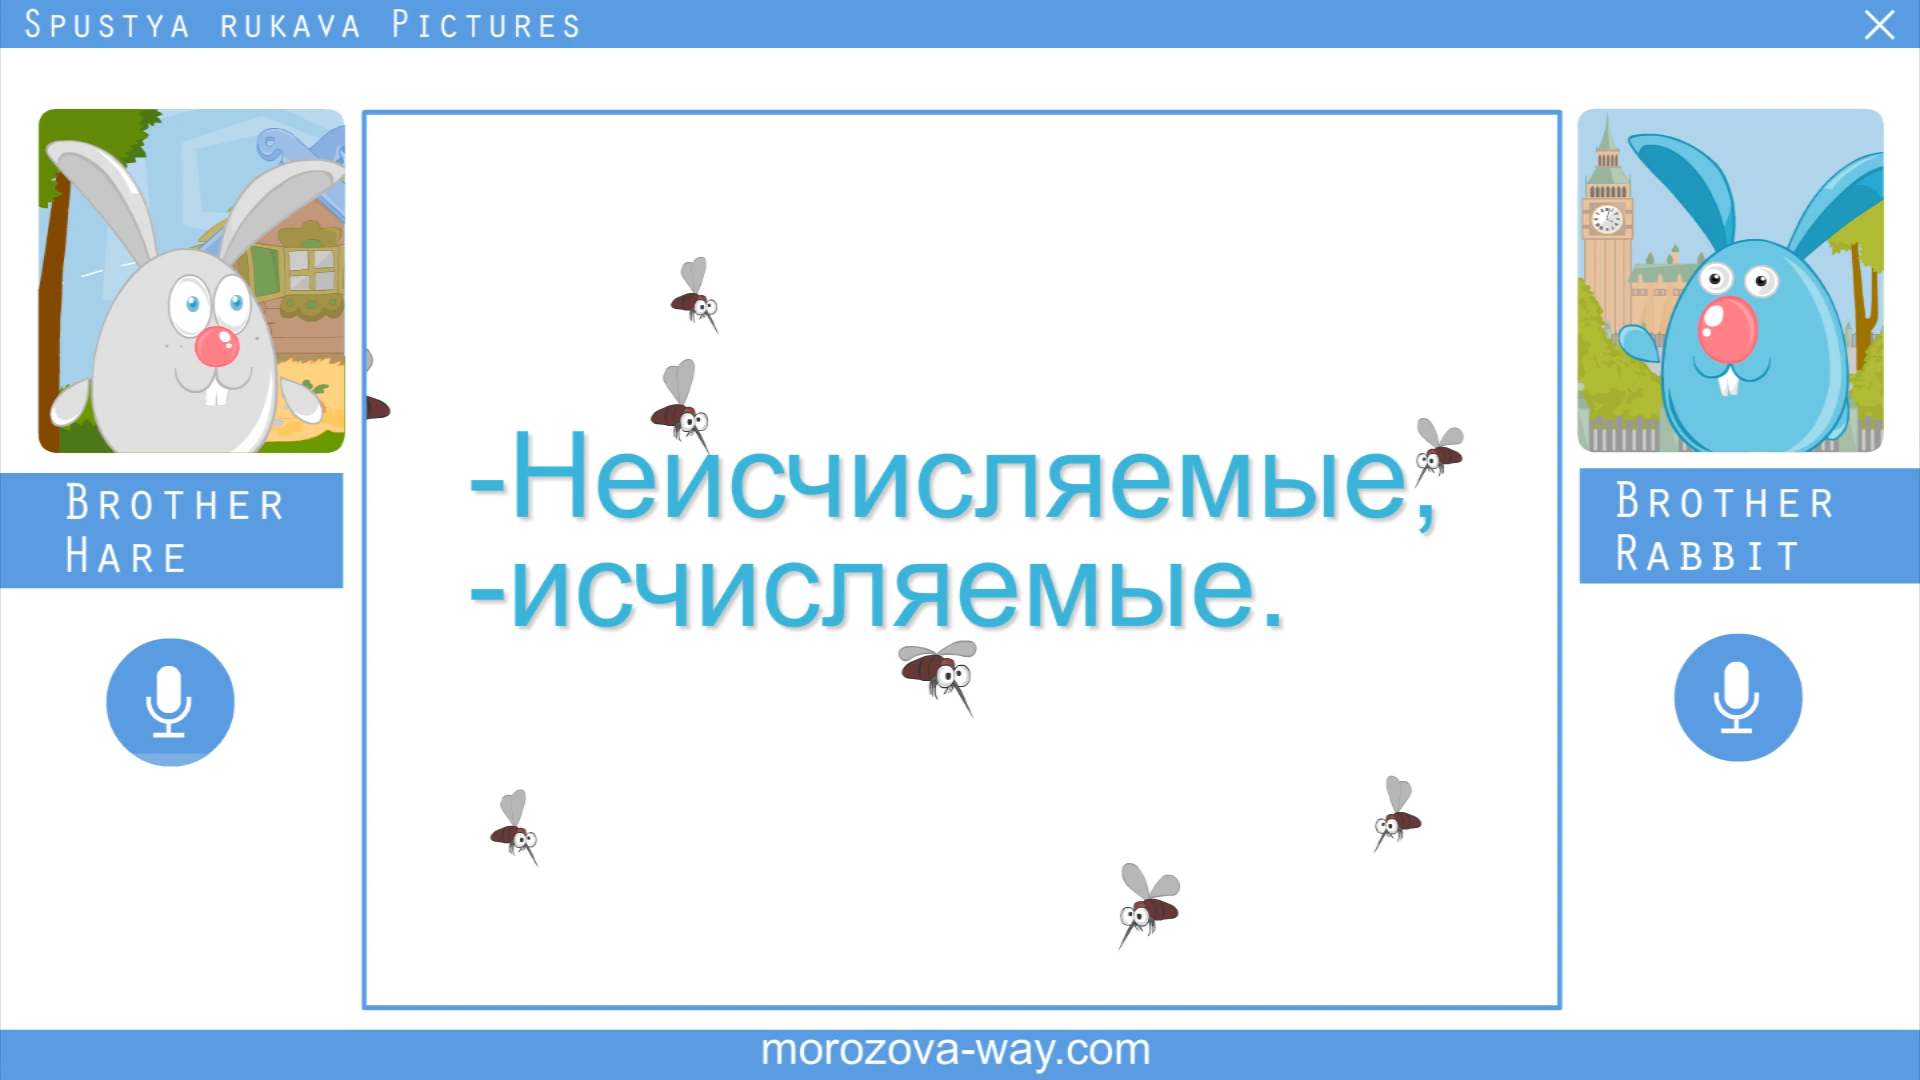 Spustya rukava Pictures
-Неисчисляемые,
-исчисляемые.
Brother
Hare
Brother
Rabbit
morozova-way.com